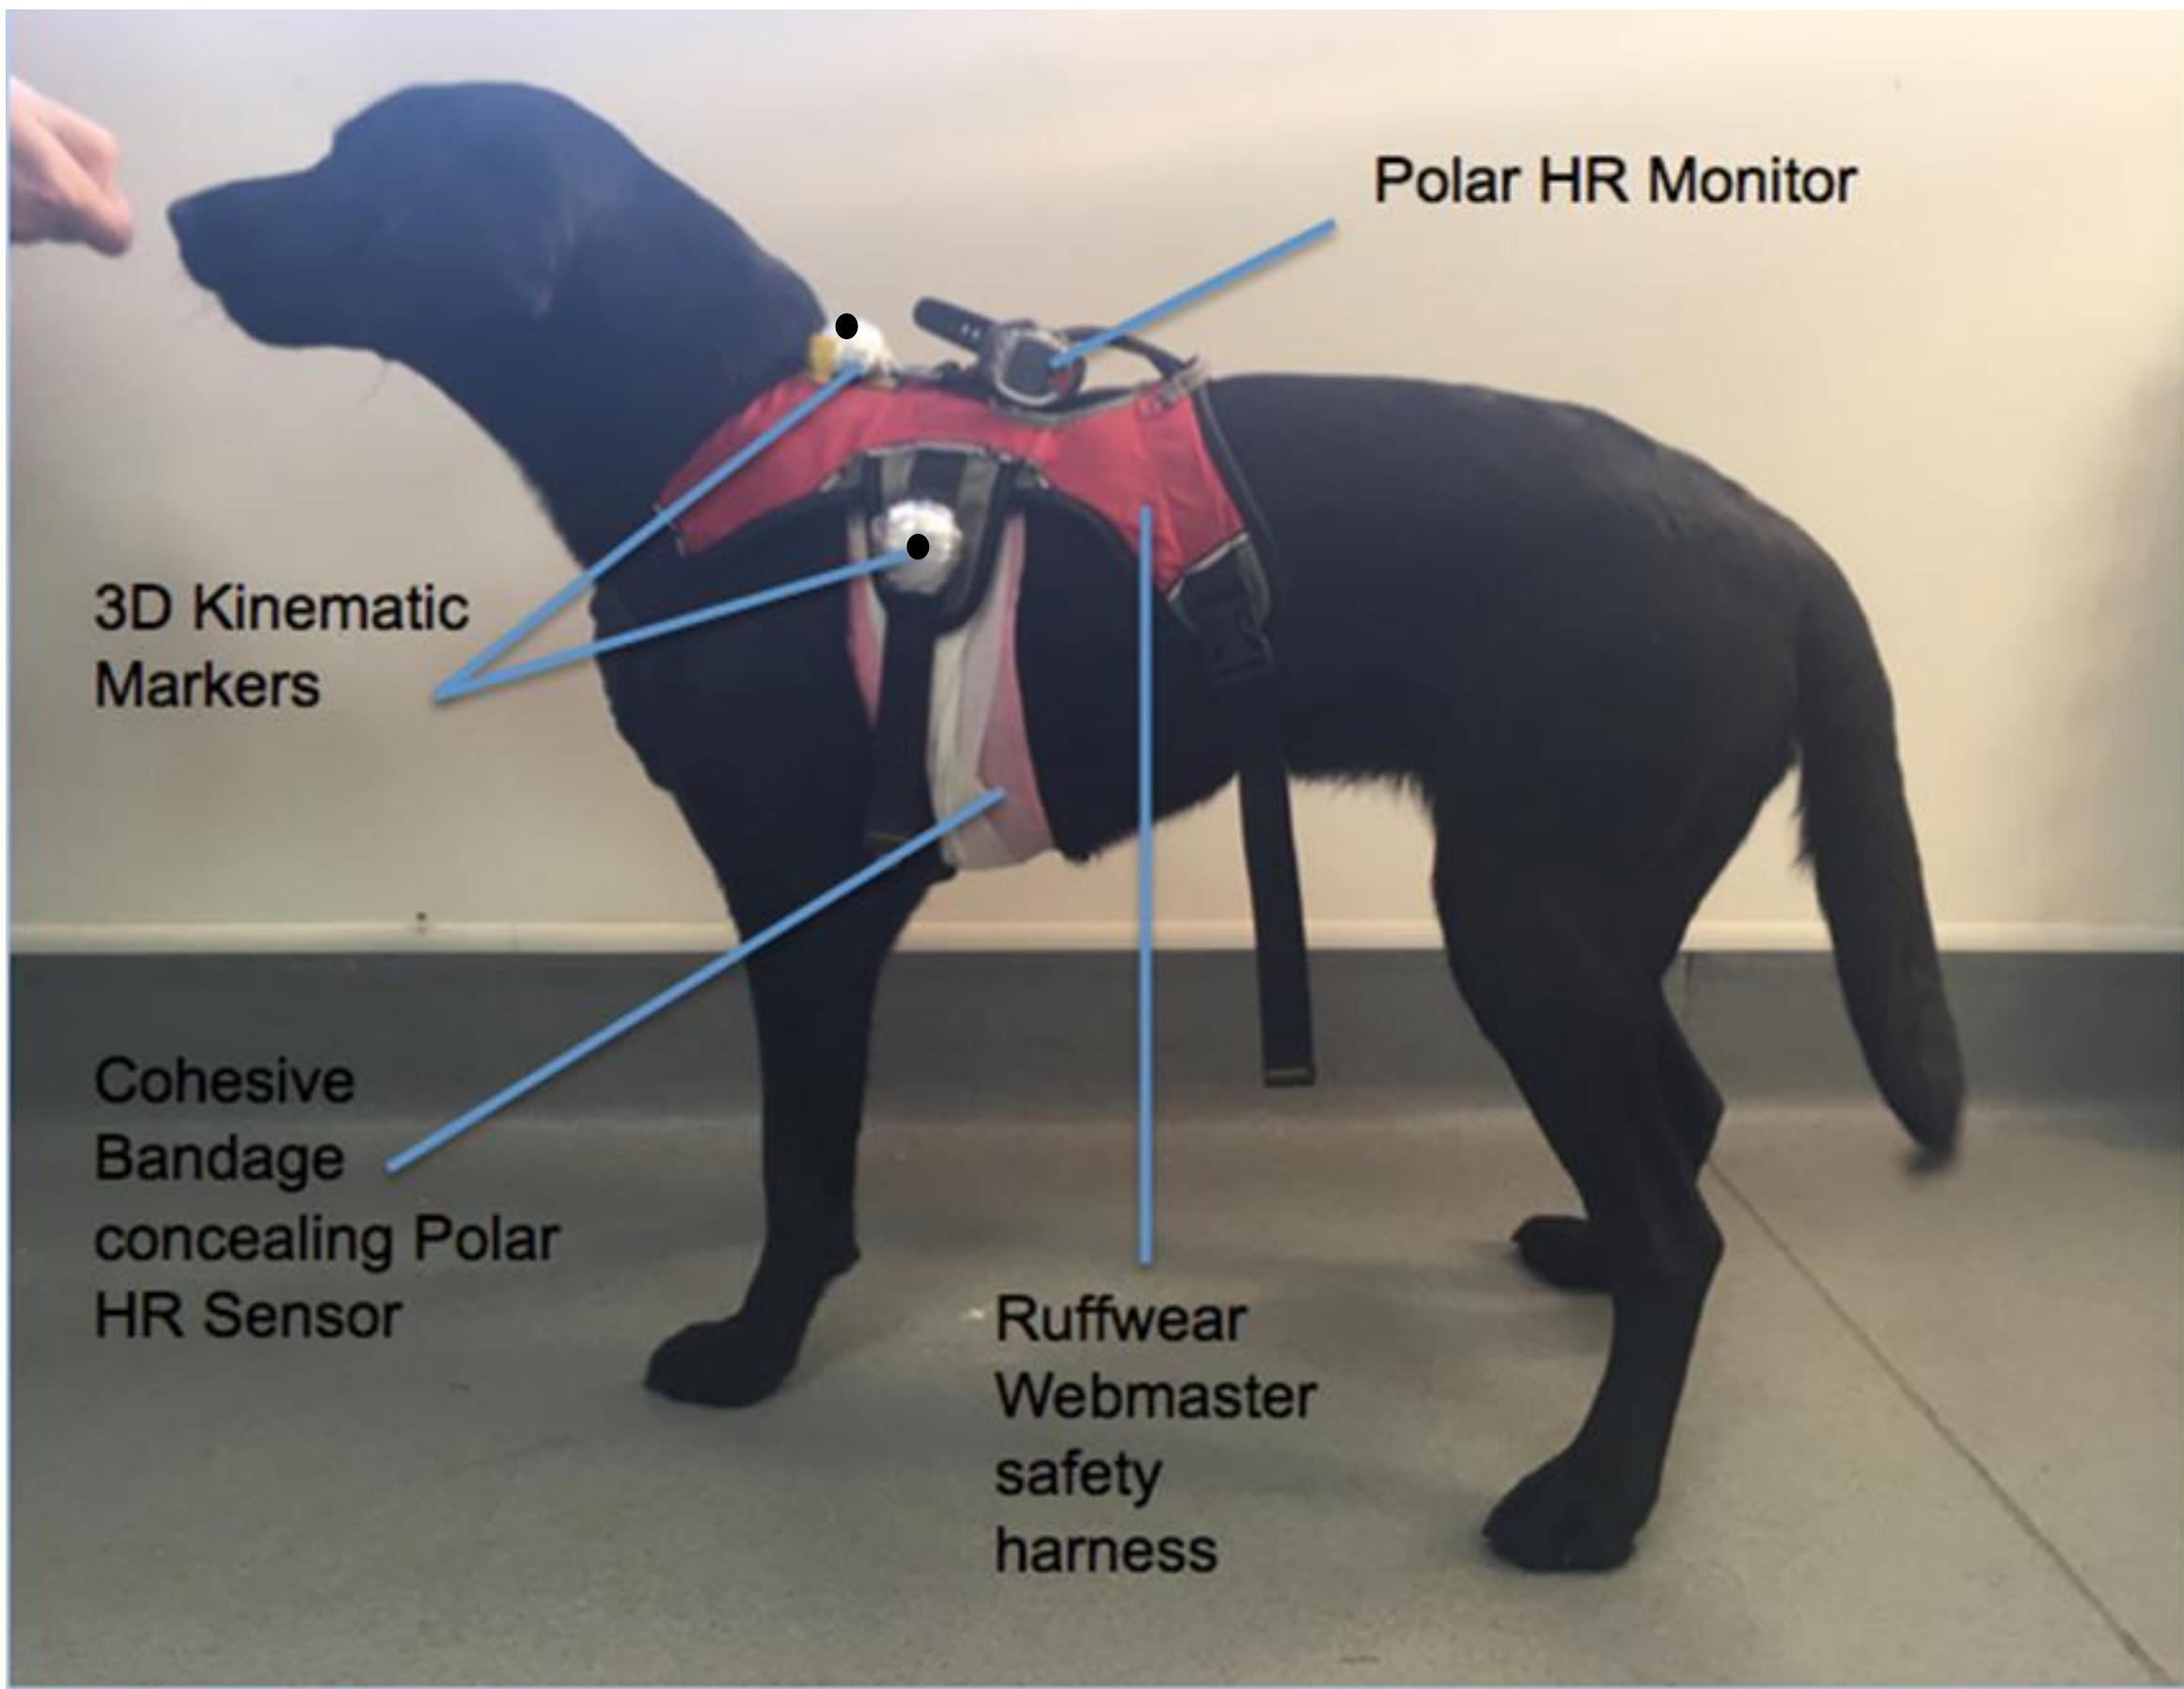 Polar HR Monitor
3D Kinematic
Markers
Cohesive
Bandage
concealing Polar
HR Sensor
Ruffwear
Webmaster
safety
harness